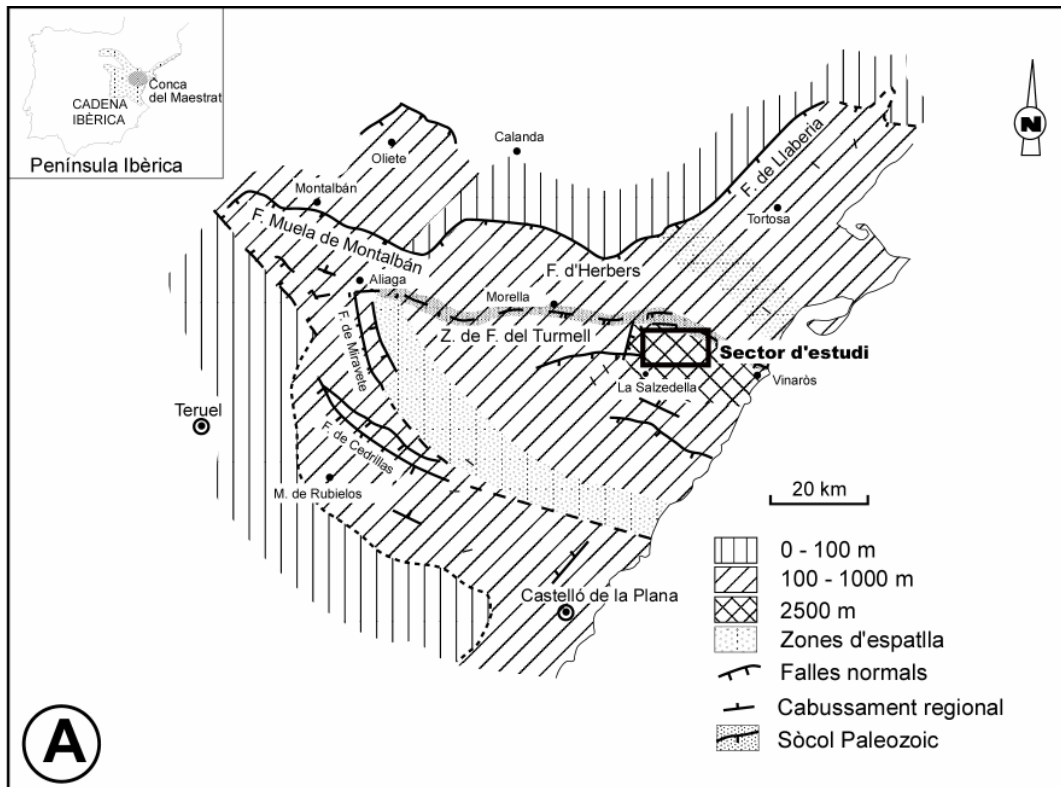 Conca
del Maestrat
CADENA
IBÈRICA
Península Ibèrica
N
Calanda
Oliete
Montalbán
F. de Llaberia
Tortosa
F. Muela de Montalbán
F. d'Herbers
Aliaga
Morella
Z. de F. del Turmell
F. de Miravete
Sector d'estudi
La Salzedella
Vinaròs
Teruel
F. de Cedrillas
M. de Rubielos
20 km
Castelló de la Plana
0 - 100 m
100 - 1000 m
2500 m
Zones d'espatlla
Falles normals
Cabussament regional
Sòcol Paleozoic
A